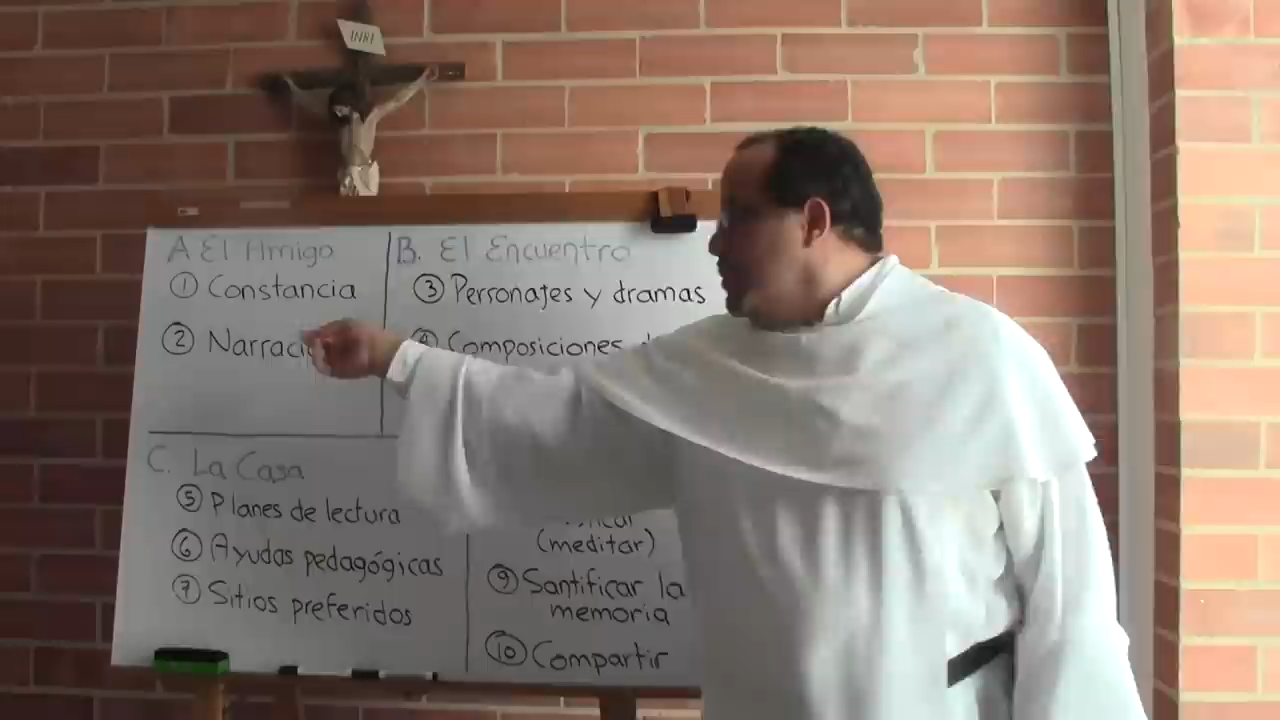 INRI
A El Amigo
① Constancia
② Narraci
B. El Encuentro
③ Personajes y dramas
④ Composiciones
C. La Casa
⑤ Planes de lectura
⑥ Ayudas pedagógicas
⑦ Sitios preferidos
(meditar)
⑨ Santificar la
memoria
⑩ Compartir